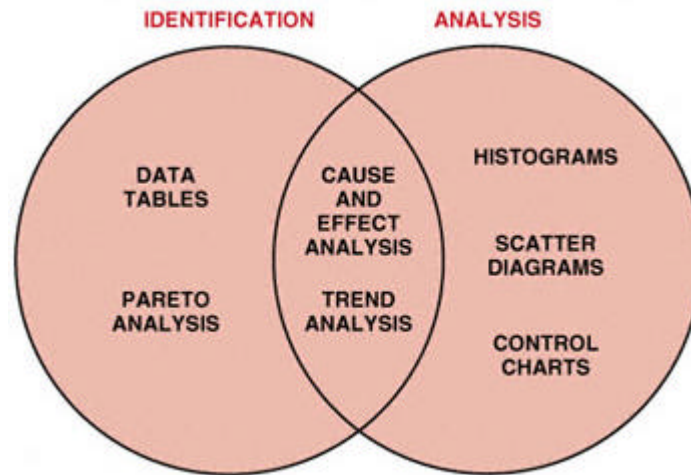 IDENTIFICATION
ANALYSIS
DATA
TABLES
PARETO
ANALYSIS
CAUSE
AND
EFFECT
ANALYSIS
TREND
ANALYSIS
HISTOGRAMS
SCATTER
DIAGRAMS
CONTROL
CHARTS